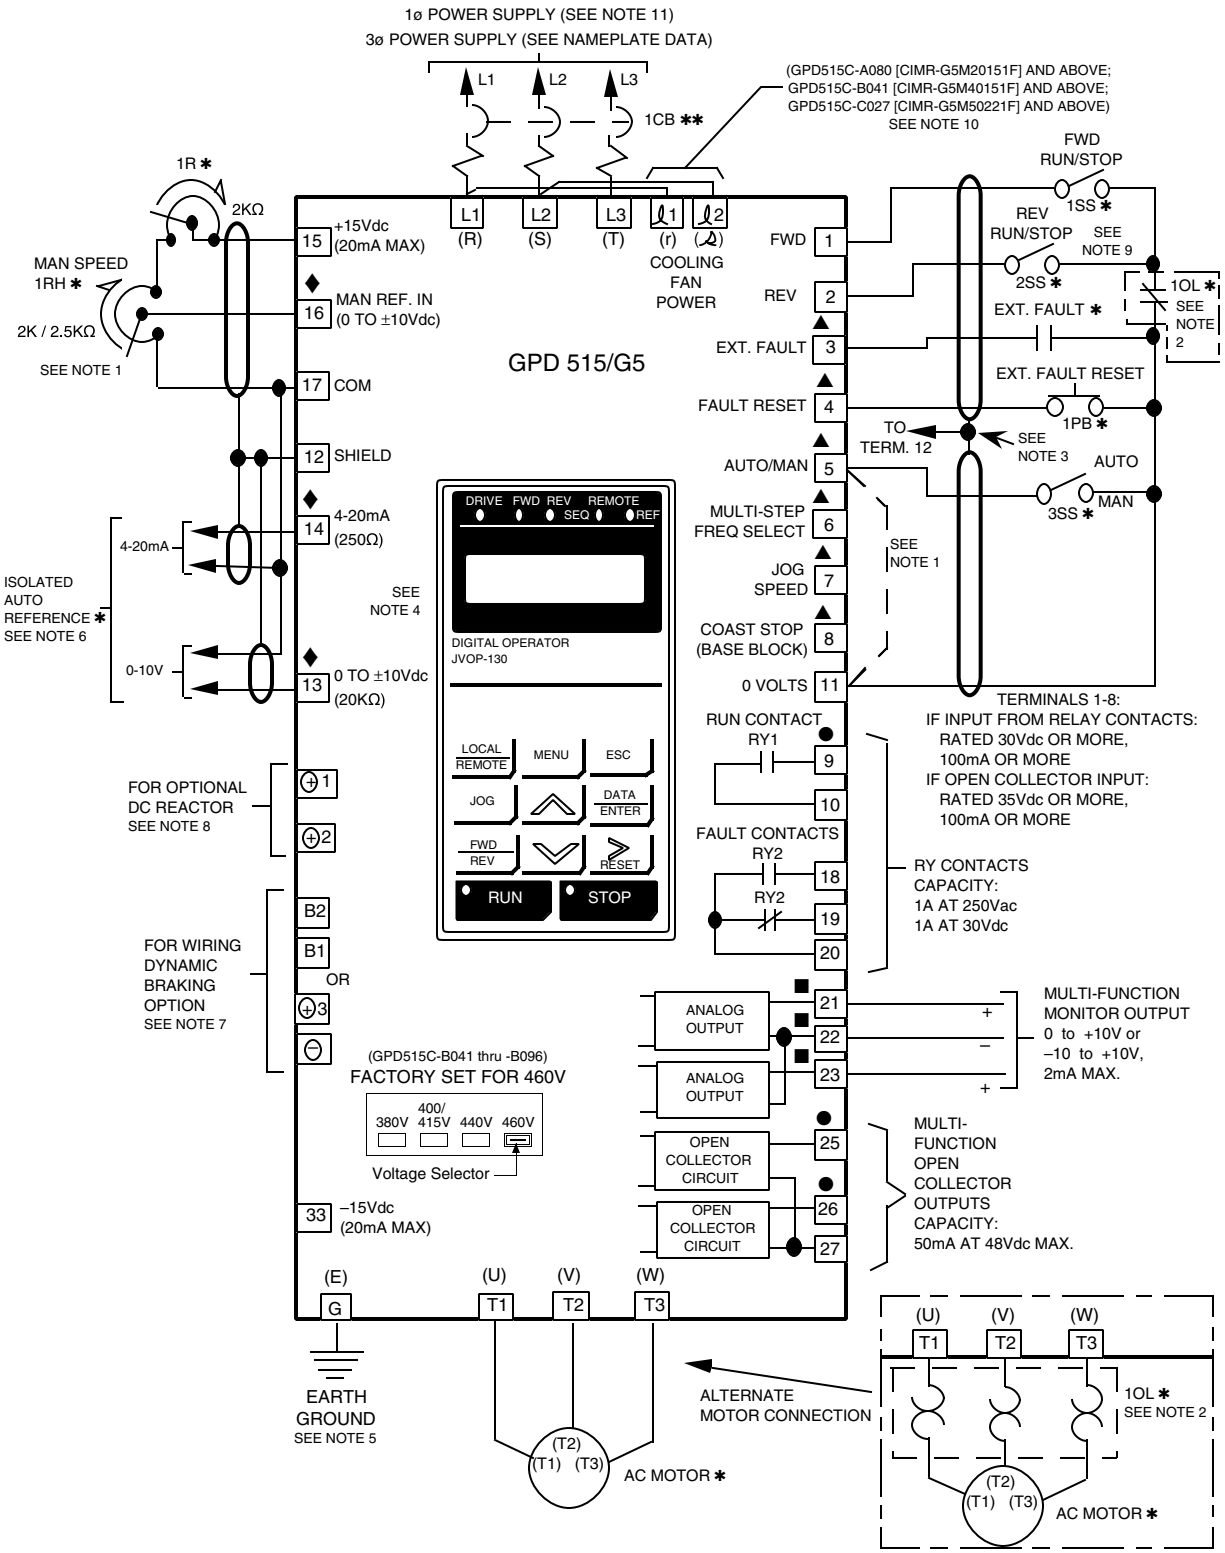 1ø POWER SUPPLY (SEE NOTE 11)
3ø POWER SUPPLY (SEE NAMEPLATE DATA)
L1
L2
L3
1CB ✱✱
(GPD515C-A080 [CIMR-G5M20151F] AND ABOVE;
GPD515C-B041 [CIMR-G5M40151F] AND ABOVE;
GPD515C-C027 [CIMR-G5M50221F] AND ABOVE)
SEE NOTE 10
1R ✱
2KΩ
MAN SPEED
1RH ✱
2K / 2.5KΩ
SEE NOTE 1
L1
(R)
L2
(S)
L3
(T)
ℓ1
(r)
ℓ2
(s)
COOLING
FAN
POWER
GPD 515/G5
15
+15Vdc
(20mA MAX)
16
MAN REF. IN
(0 TO ±10Vdc)
17
COM
12
SHIELD
14
4-20mA
(250Ω)
13
0 TO ±10Vdc
(20KΩ)
4-20mA
0-10V
ISOLATED
AUTO
REFERENCE ✱
SEE NOTE 6
SEE
NOTE 4
FOR OPTIONAL
DC REACTOR
SEE NOTE 8
⊕1
⊕2
FOR WIRING
DYNAMIC
BRAKING
OPTION
SEE NOTE 7
B2
B1
OR
⊕3
⊖
DRIVE FWD REV REMOTE
SEQ REF
DIGITAL OPERATOR
JVOP-130
LOCAL
REMOTE
MENU
ESC
JOG
DATA
ENTER
FWD
REV
RESET
RUN
STOP
(GPD515C-B041 thru -B096)
FACTORY SET FOR 460V
380V
400/
415V
440V
460V
Voltage Selector
33
–15Vdc
(20mA MAX)
FWD
1
REV
2
EXT. FAULT
3
FAULT RESET
4
AUTO/MAN
5
MULTI-STEP
FREQ SELECT
6
JOG
SPEED
7
COAST STOP
(BASE BLOCK)
8
0 VOLTS
11
FWD
RUN/STOP
1SS ✱
REV
RUN/STOP
2SS ✱
SEE
NOTE 9
1OL ✱
SEE
NOTE
2
EXT. FAULT ✱
EXT. FAULT RESET
1PB ✱
TO
TERM. 12
SEE
NOTE 3
AUTO
MAN
3SS ✱
SEE
NOTE 1
TERMINALS 1-8:
IF INPUT FROM RELAY CONTACTS:
RATED 30Vdc OR MORE,
100mA OR MORE
IF OPEN COLLECTOR INPUT:
RATED 35Vdc OR MORE,
100mA OR MORE
RUN CONTACT
RY1
9
10
FAULT CONTACTS
RY2
18
RY2
19
20
RY CONTACTS
CAPACITY:
1A AT 250Vac
1A AT 30Vdc
ANALOG
OUTPUT
21
22
ANALOG
OUTPUT
23
+
–
+
MULTI-FUNCTION
MONITOR OUTPUT
0 to +10V or
–10 to +10V,
2mA MAX.
OPEN
COLLECTOR
CIRCUIT
25
OPEN
COLLECTOR
CIRCUIT
26
27
MULTI-
FUNCTION
OPEN
COLLECTOR
OUTPUTS
CAPACITY:
50mA AT 48Vdc MAX.
(E)
G
EARTH
GROUND
SEE NOTE 5
(U)
T1
(V)
T2
(W)
T3
(T2)
(T1) (T3)
AC MOTOR ✱
ALTERNATE
MOTOR CONNECTION
(U)
T1
(V)
T2
(W)
T3
1OL ✱
SEE NOTE 2
(T2)
(T1) (T3)
AC MOTOR ✱